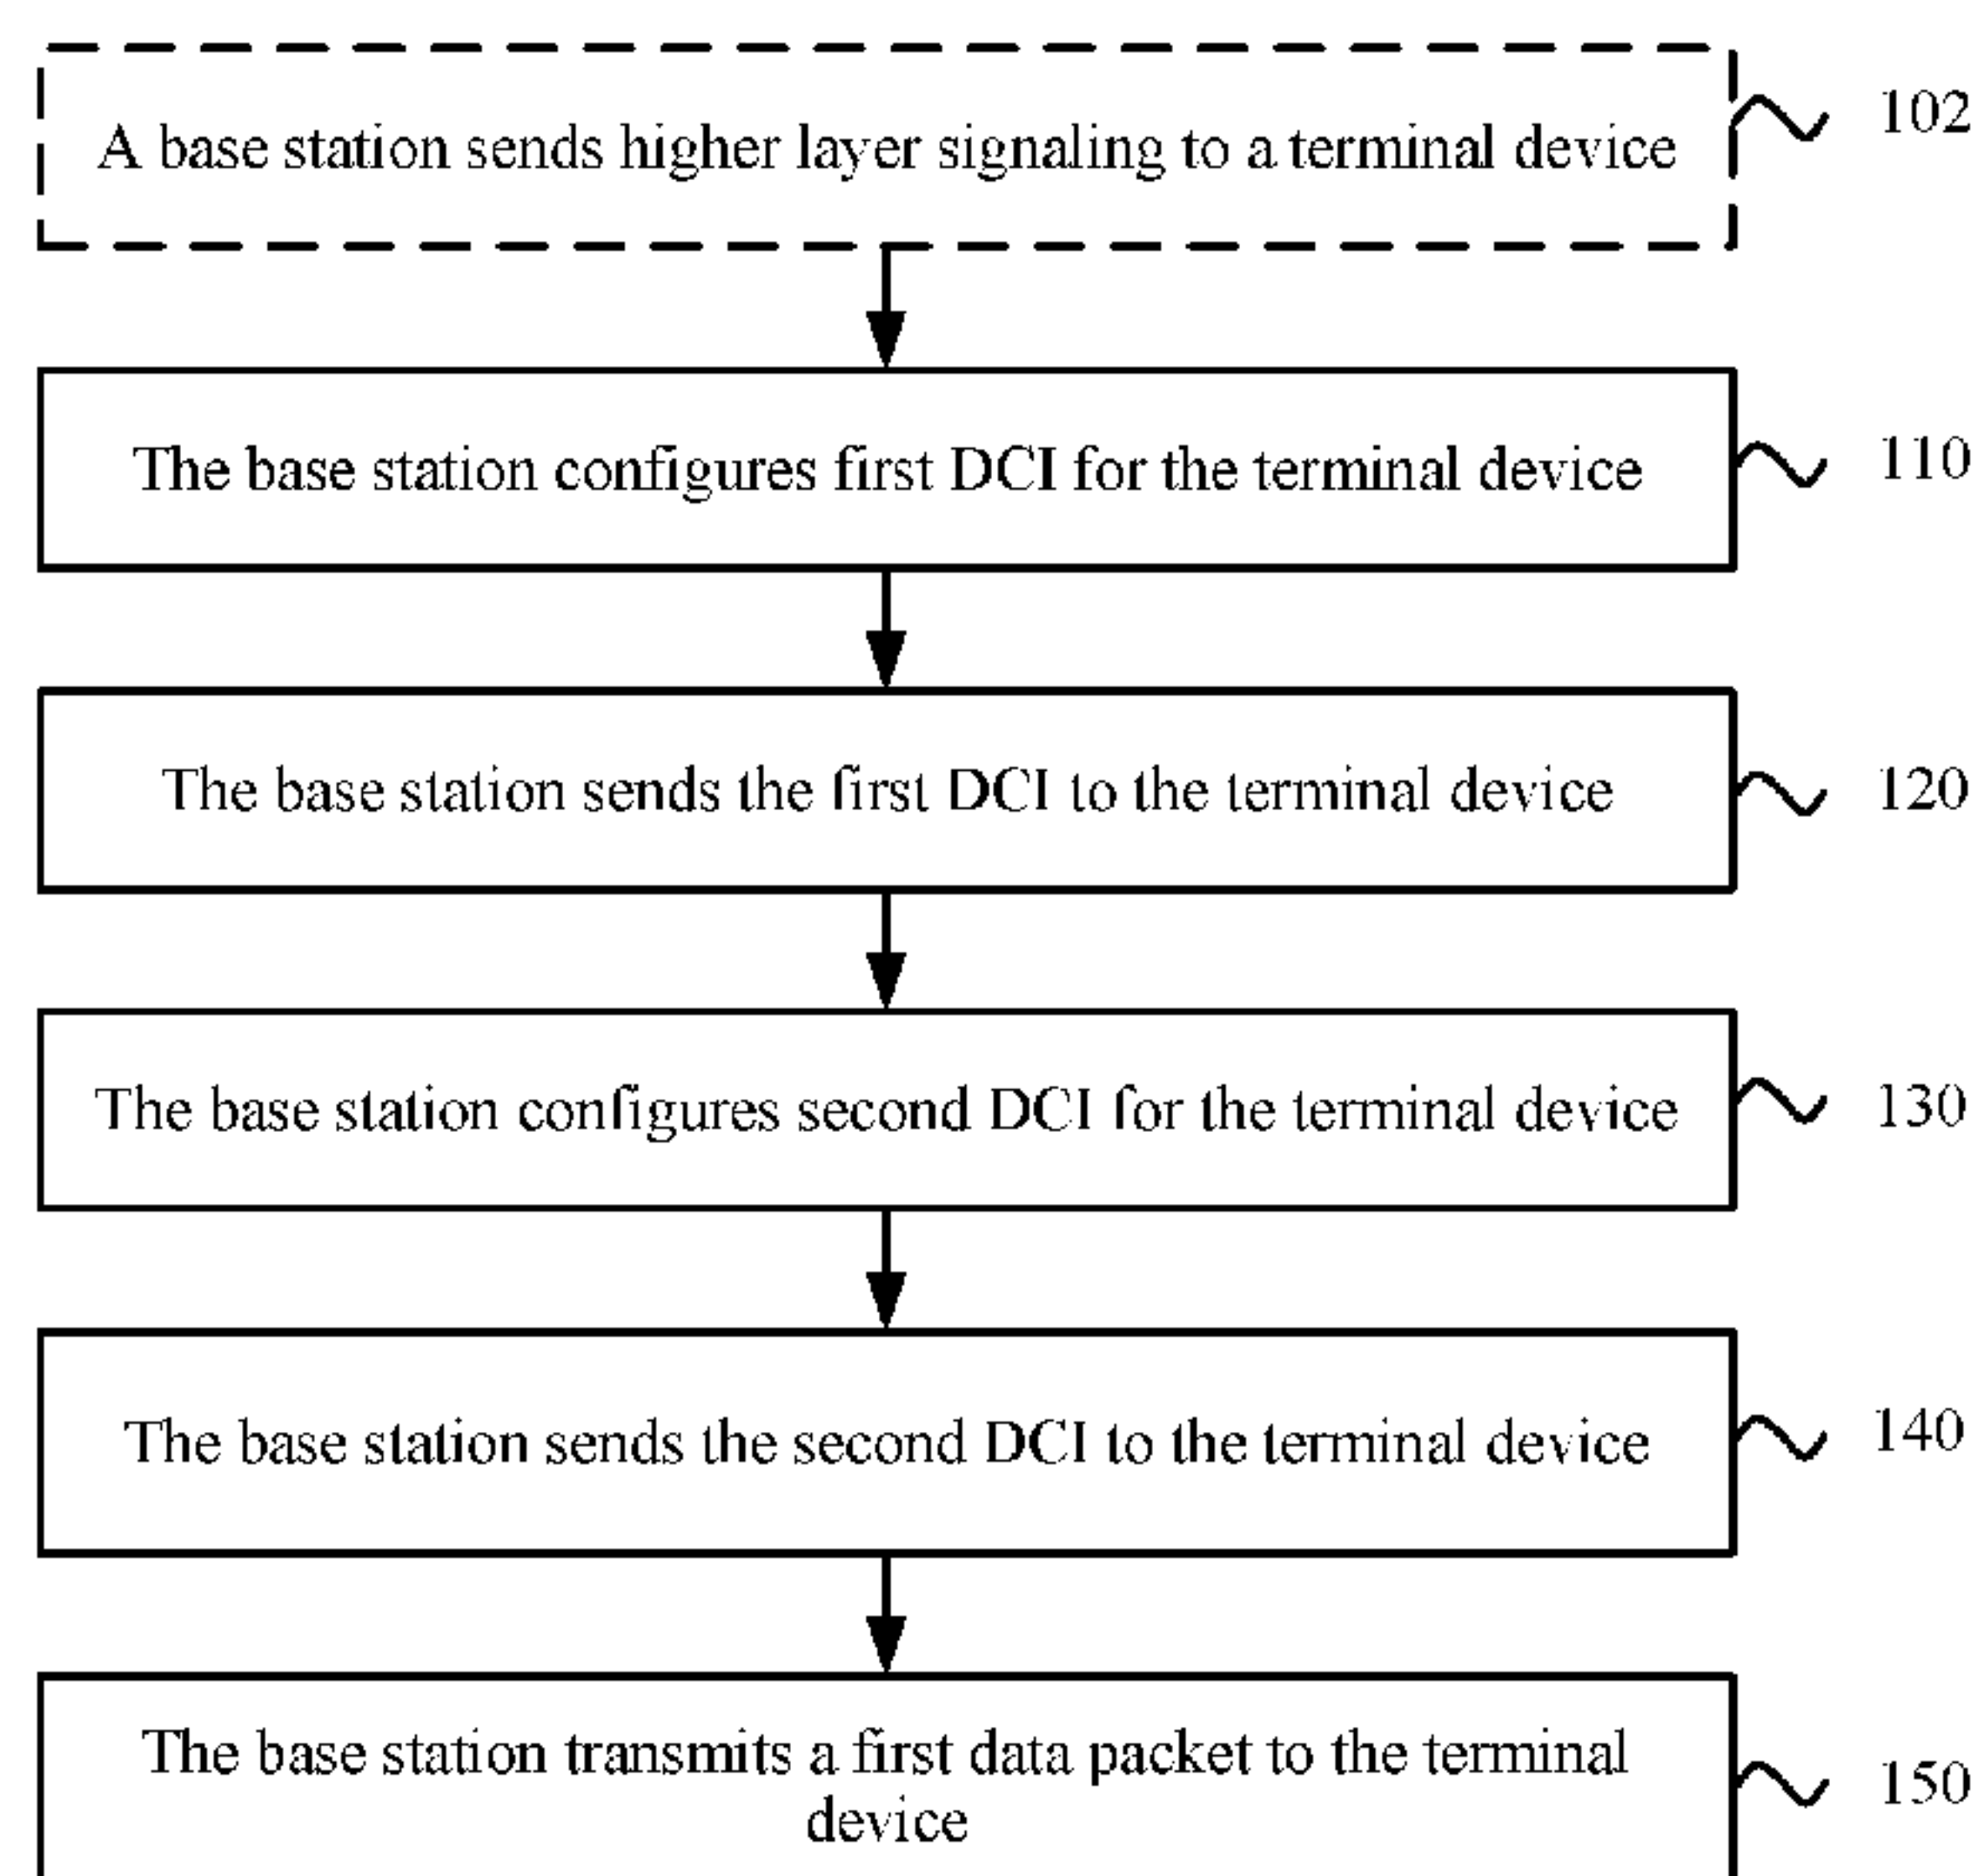 A base station sends higher layer signaling to a terminal device
102
The base station configures first DCI for the terminal device
110
The base station sends the first DCI to the terminal device
120
The base station configures second DCI for the terminal device
130
The base station sends the second DCI to the terminal device
140
The base station transmits a first data packet to the terminal
device
150